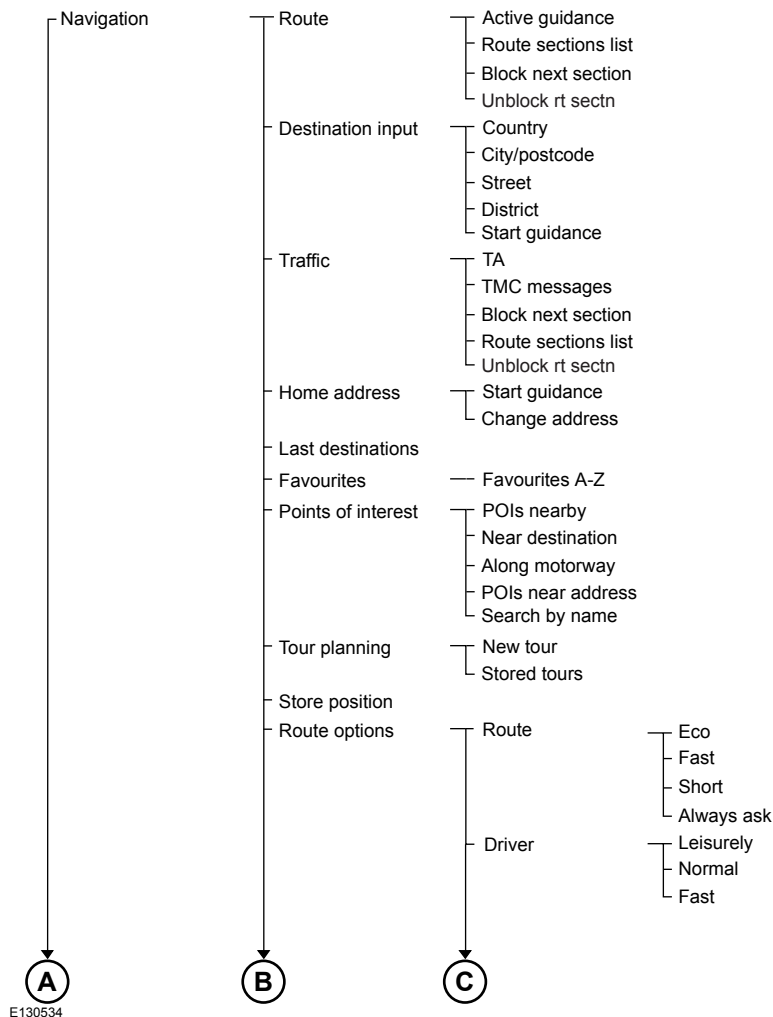 Navigation
Route
Active guidance
Route sections list
Block next section
Unblock rt sectn
Destination input
Country
City/postcode
Street
District
Start guidance
Traffic
TA
TMC messages
Block next section
Route sections list
Unblock rt sectn
Home address
Start guidance
Change address
Last destinations
Favourites
Favourites A-Z
Points of interest
POIs nearby
Near destination
Along motorway
POIs near address
Search by name
Tour planning
New tour
Stored tours
Store position
Route options
Route
Eco
Fast
Short
Always ask
Driver
Leisurely
Normal
Fast
A
B
C
E130534